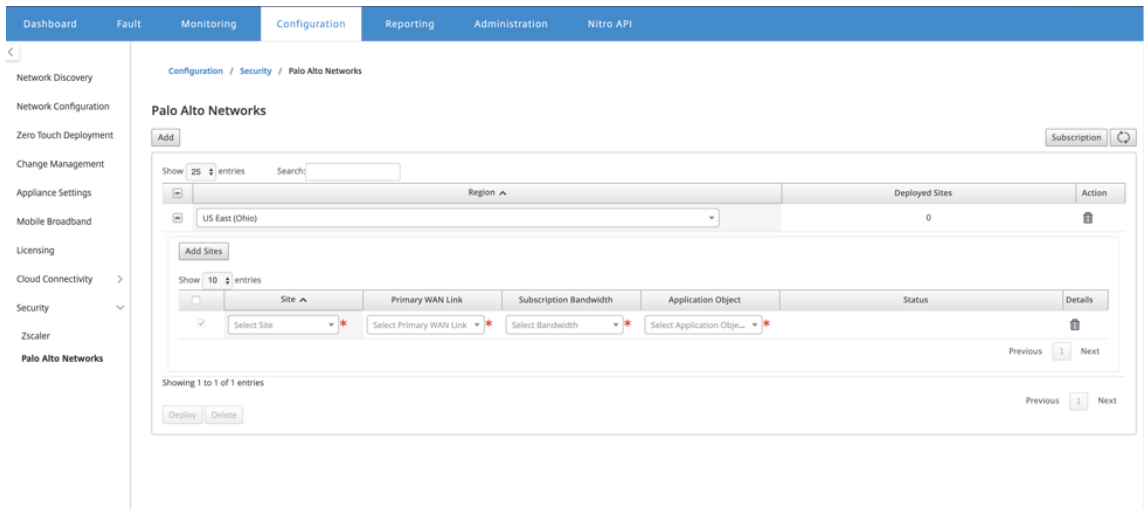 Dashboard Fault Monitoring Configuration Reporting Administration Nitro API
Network Discovery
Network Configuration
Zero Touch Deployment
Change Management
Appliance Settings
Mobile Broadband
Licensing
Cloud Connectivity
Security
Zscaler
Palo Alto Networks
Configuration / Security / Palo Alto Networks
Palo Alto Networks
Add Subscription
Show 25 entries Search:
Region Deployed Sites Action
US East (Ohio) 0
Add Sites
Show 10 entries
Site Primary WAN Link Subscription Bandwidth Application Object Status Details
Select Site * Select Primary WAN Link * Select Bandwidth * Select Application Obje... *
Previous 1 Next
Showing 1 to 1 of 1 entries
Previous 1 Next
Deploy Delete